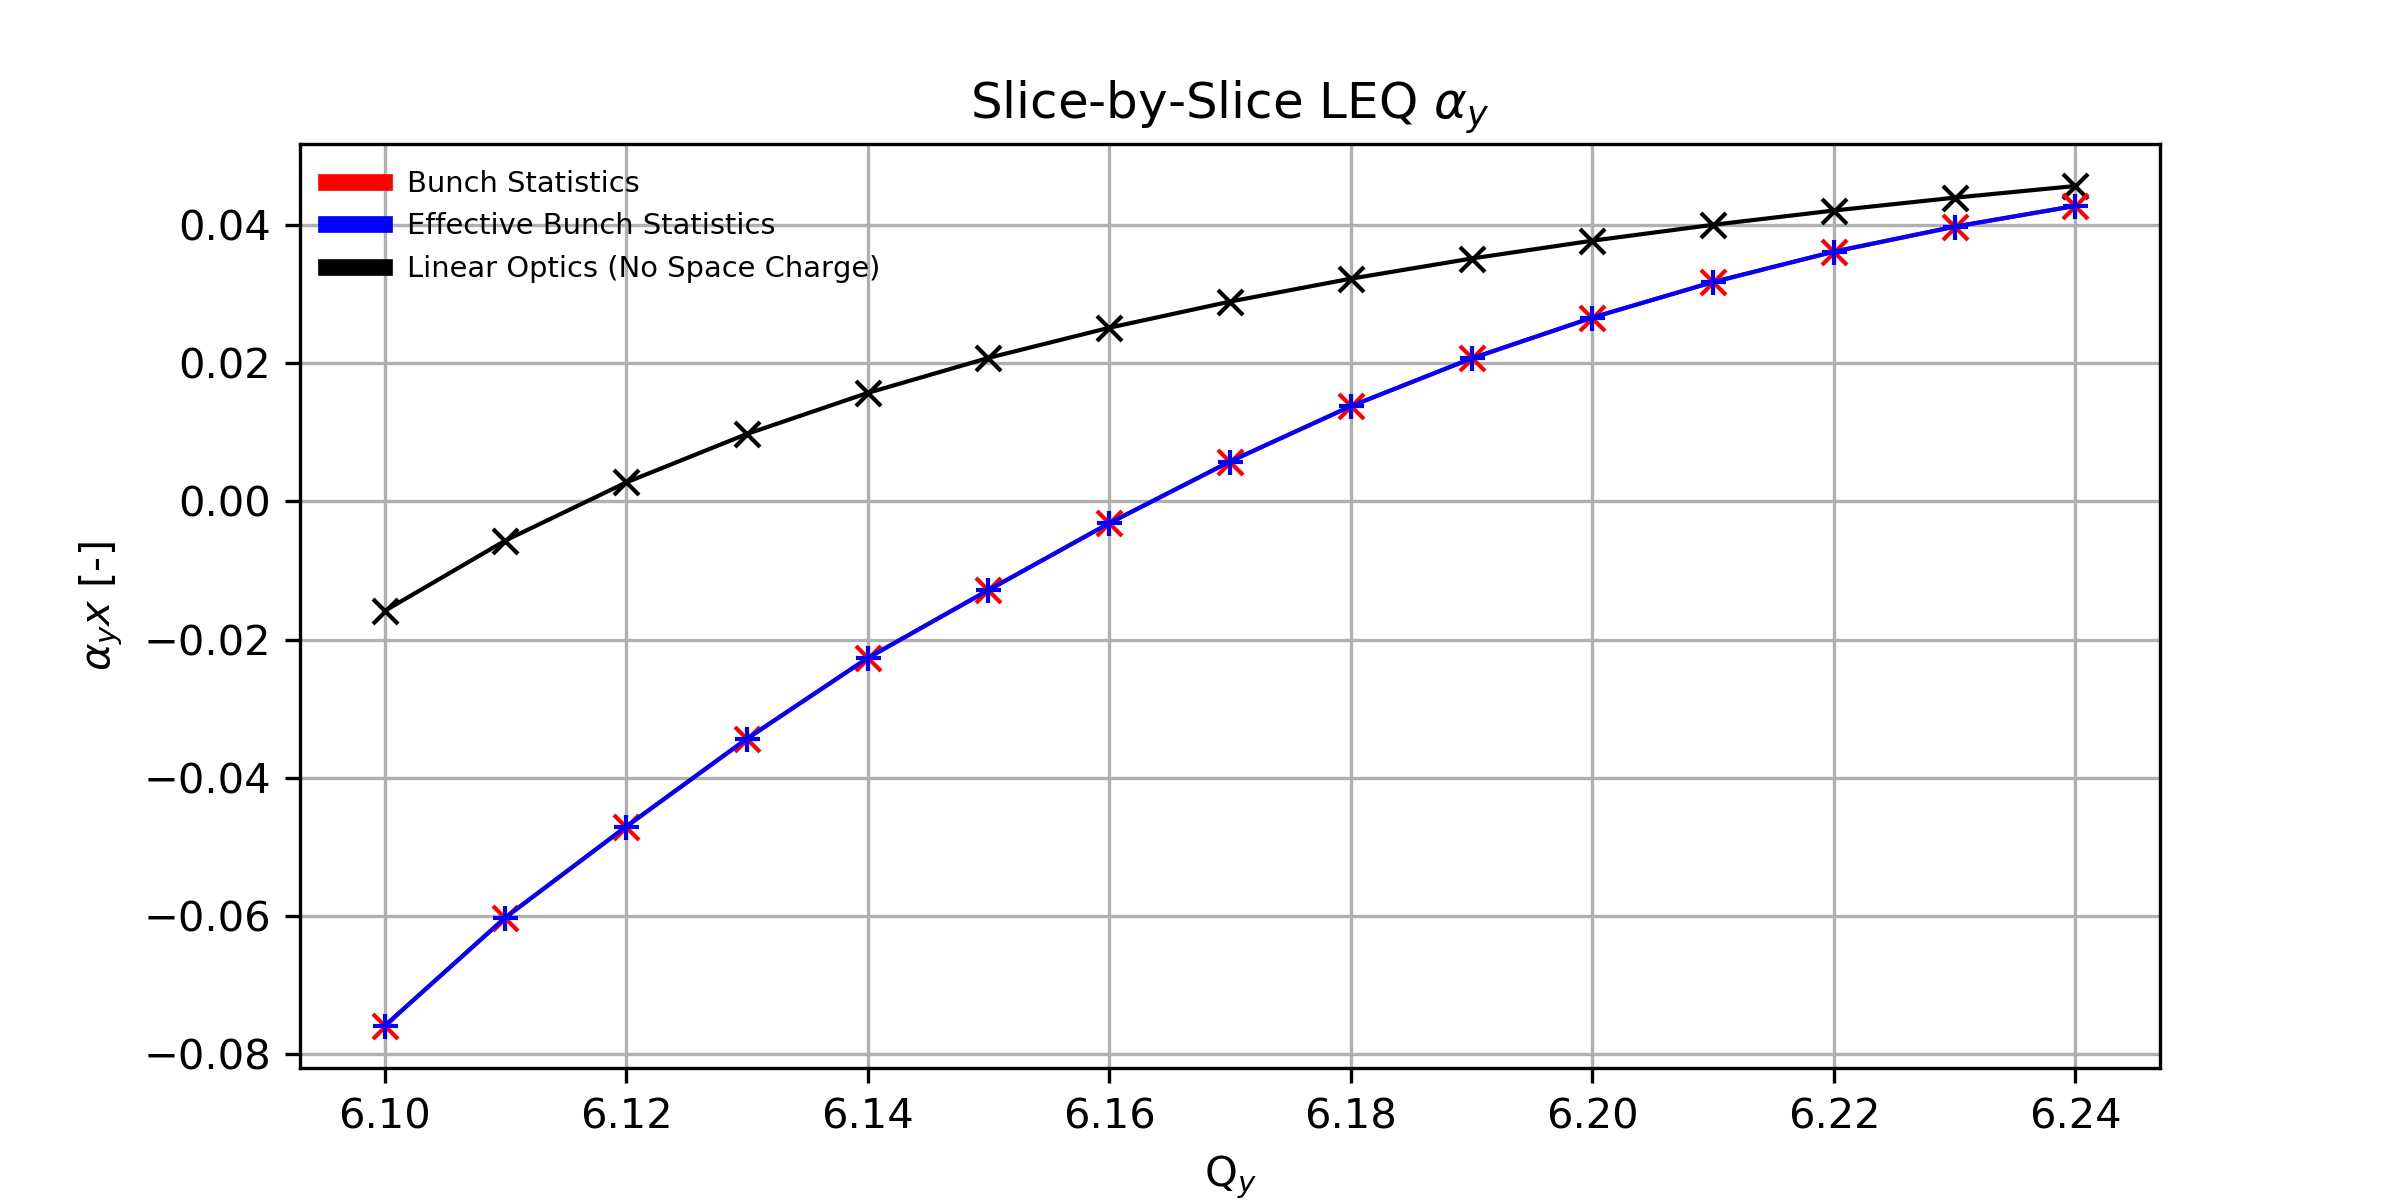 Slice-by-Slice LEQ αy
Bunch Statistics
Effective Bunch Statistics
Linear Optics (No Space Charge)
αyx [-]
0.04
0.02
0.00
−0.02
−0.04
−0.06
−0.08
6.10 6.12 6.14 6.16 6.18 6.20 6.22 6.24
Qy